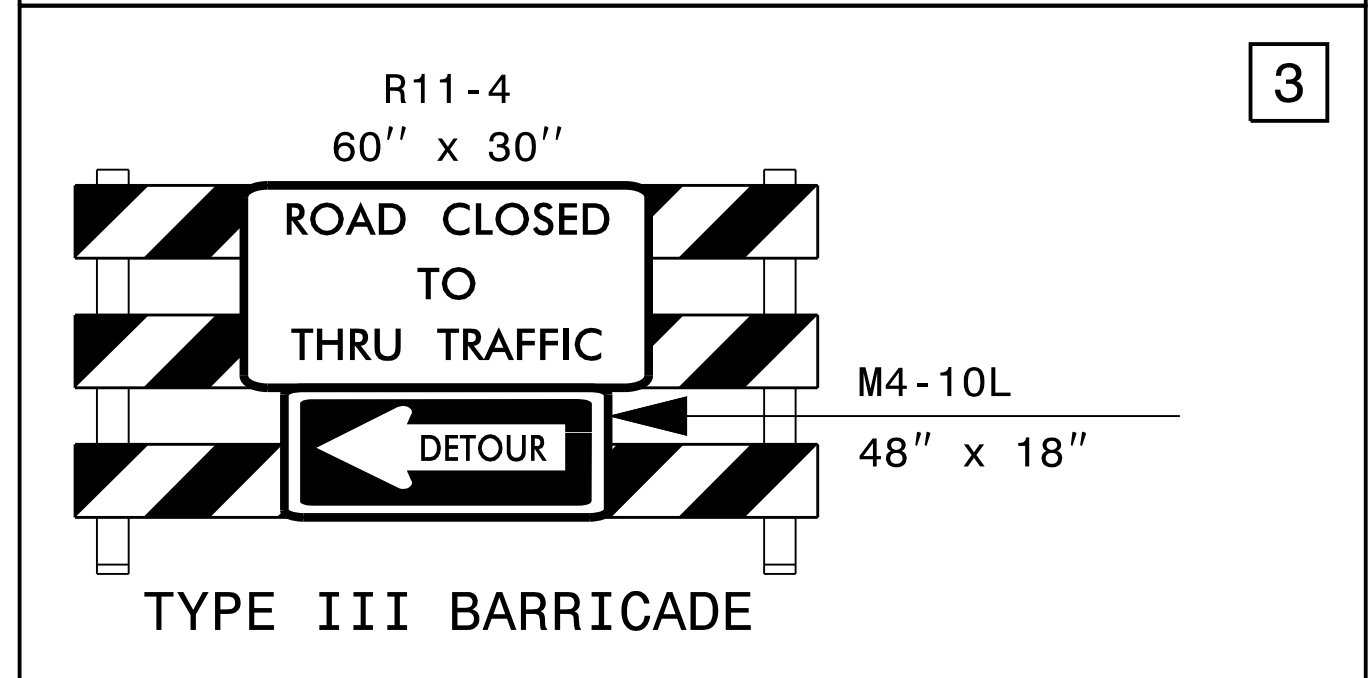 3
R11-4
60" x 30"
ROAD CLOSED
TO
THRU TRAFFIC
DETOUR
M4-10L
48" x 18"
TYPE III BARRICADE